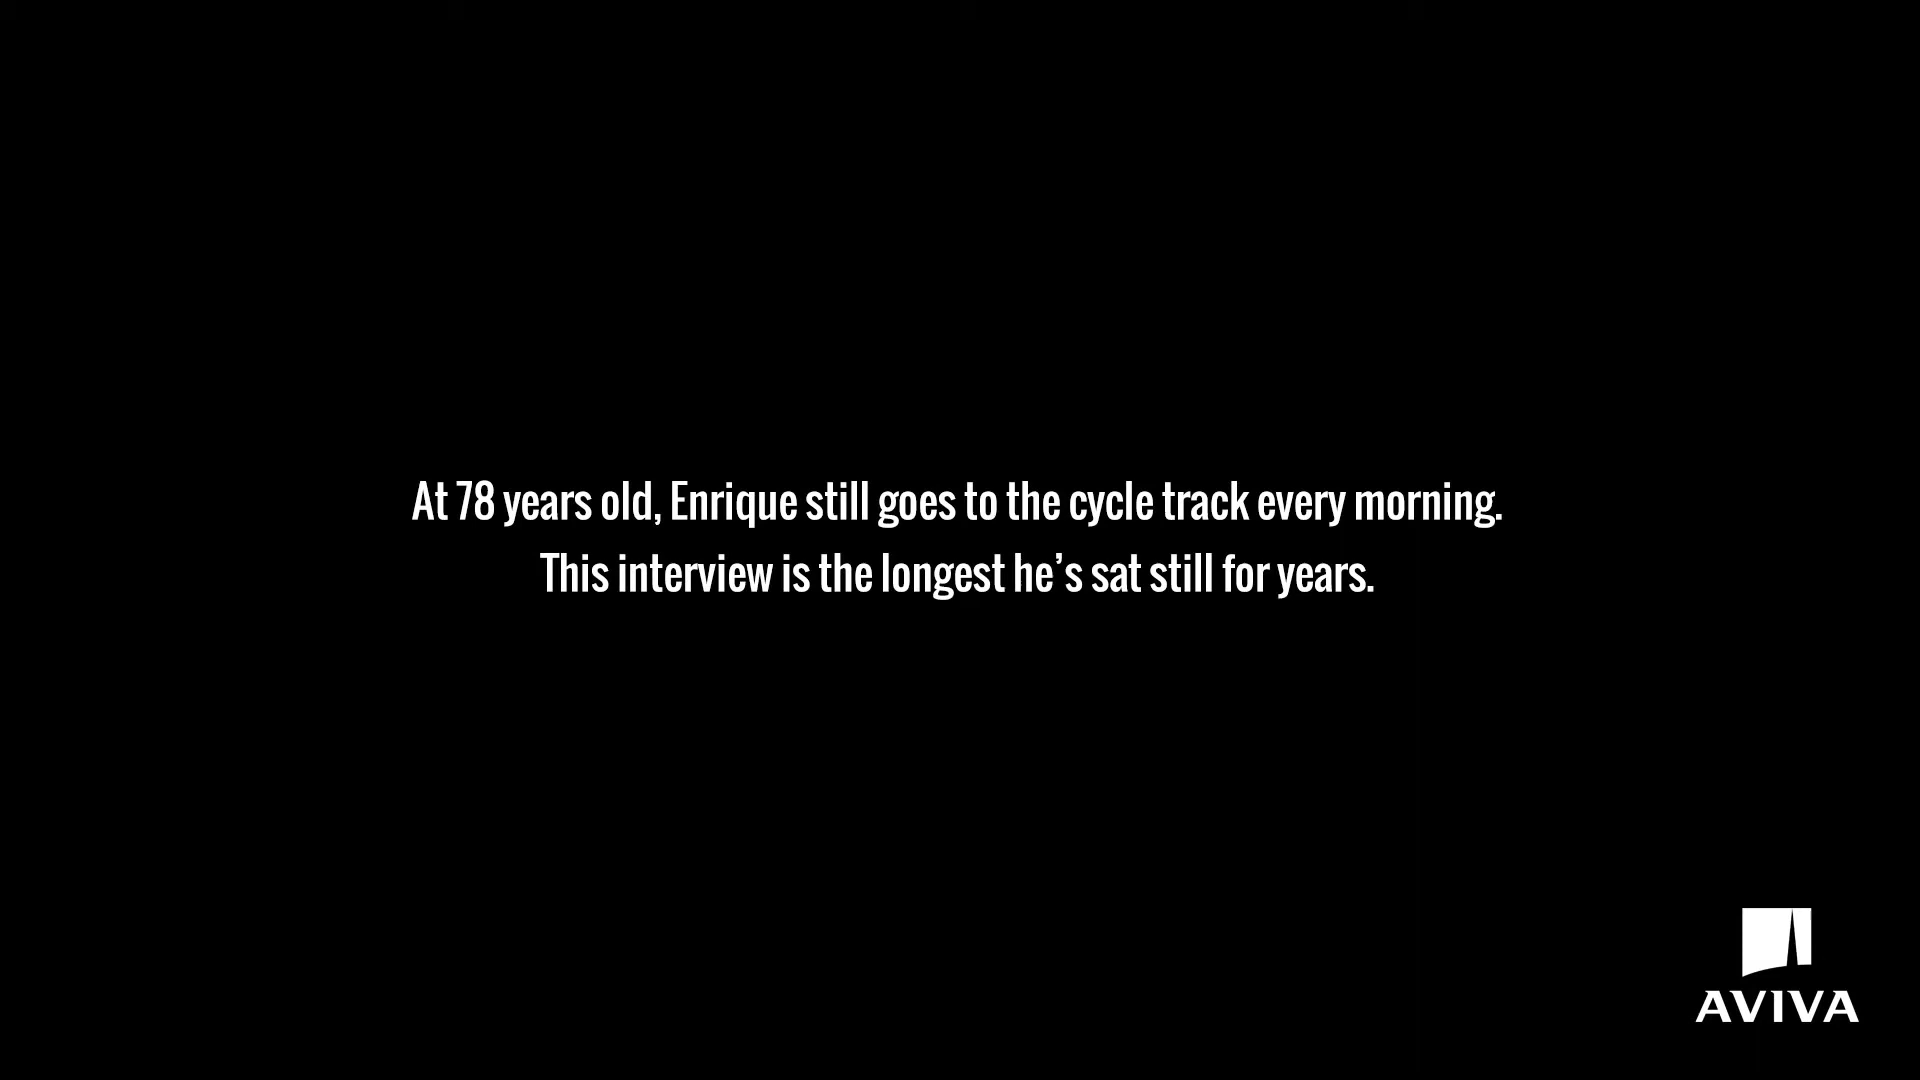 At 78 years old, Enrique still goes to the cycle track every morning.
This interview is the longest he’s sat still for years.
AVIVA